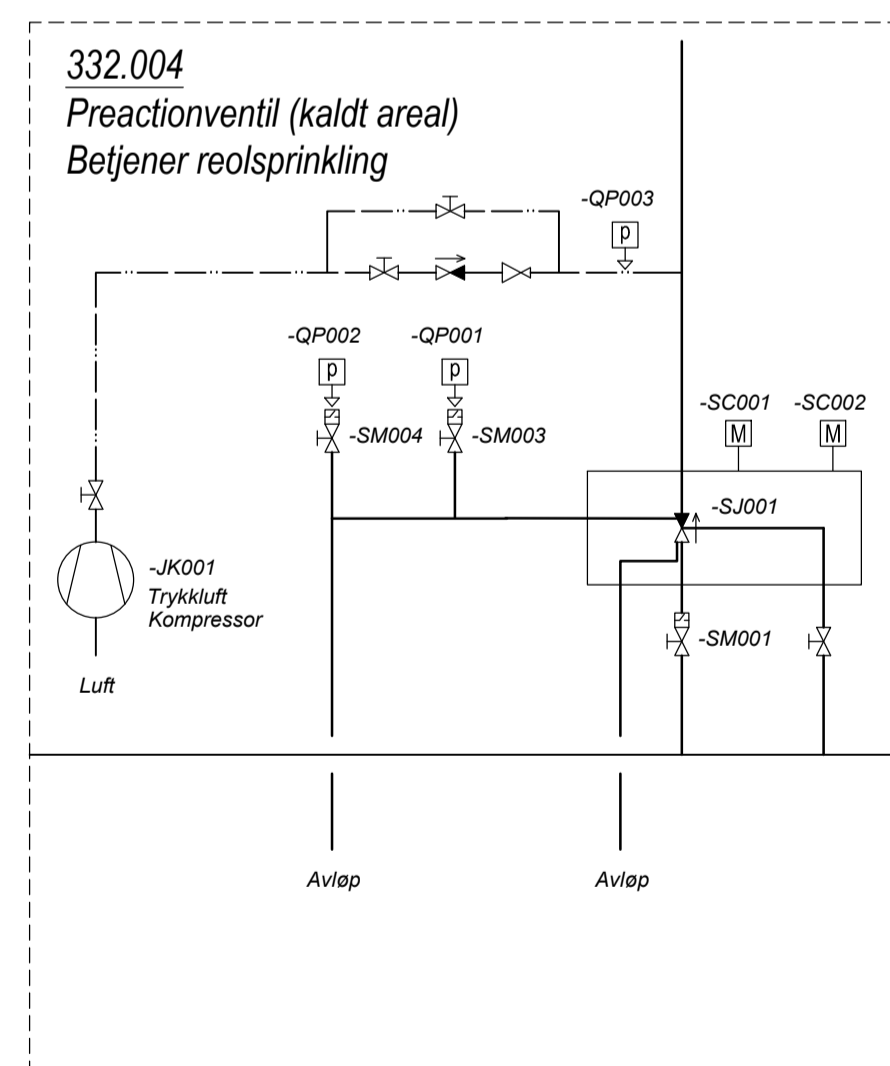 332.004
Preactionventil (kaldt areal)
Betjener reolsprinkling
-QP003
p
-QP002
-QP001
p
p
-SC001
-SC002
M
M
-SM004
-SM003
-SJ001
-JK001
Trykkluft
Kompressor
-SM001
Luft
Avløp
Avløp